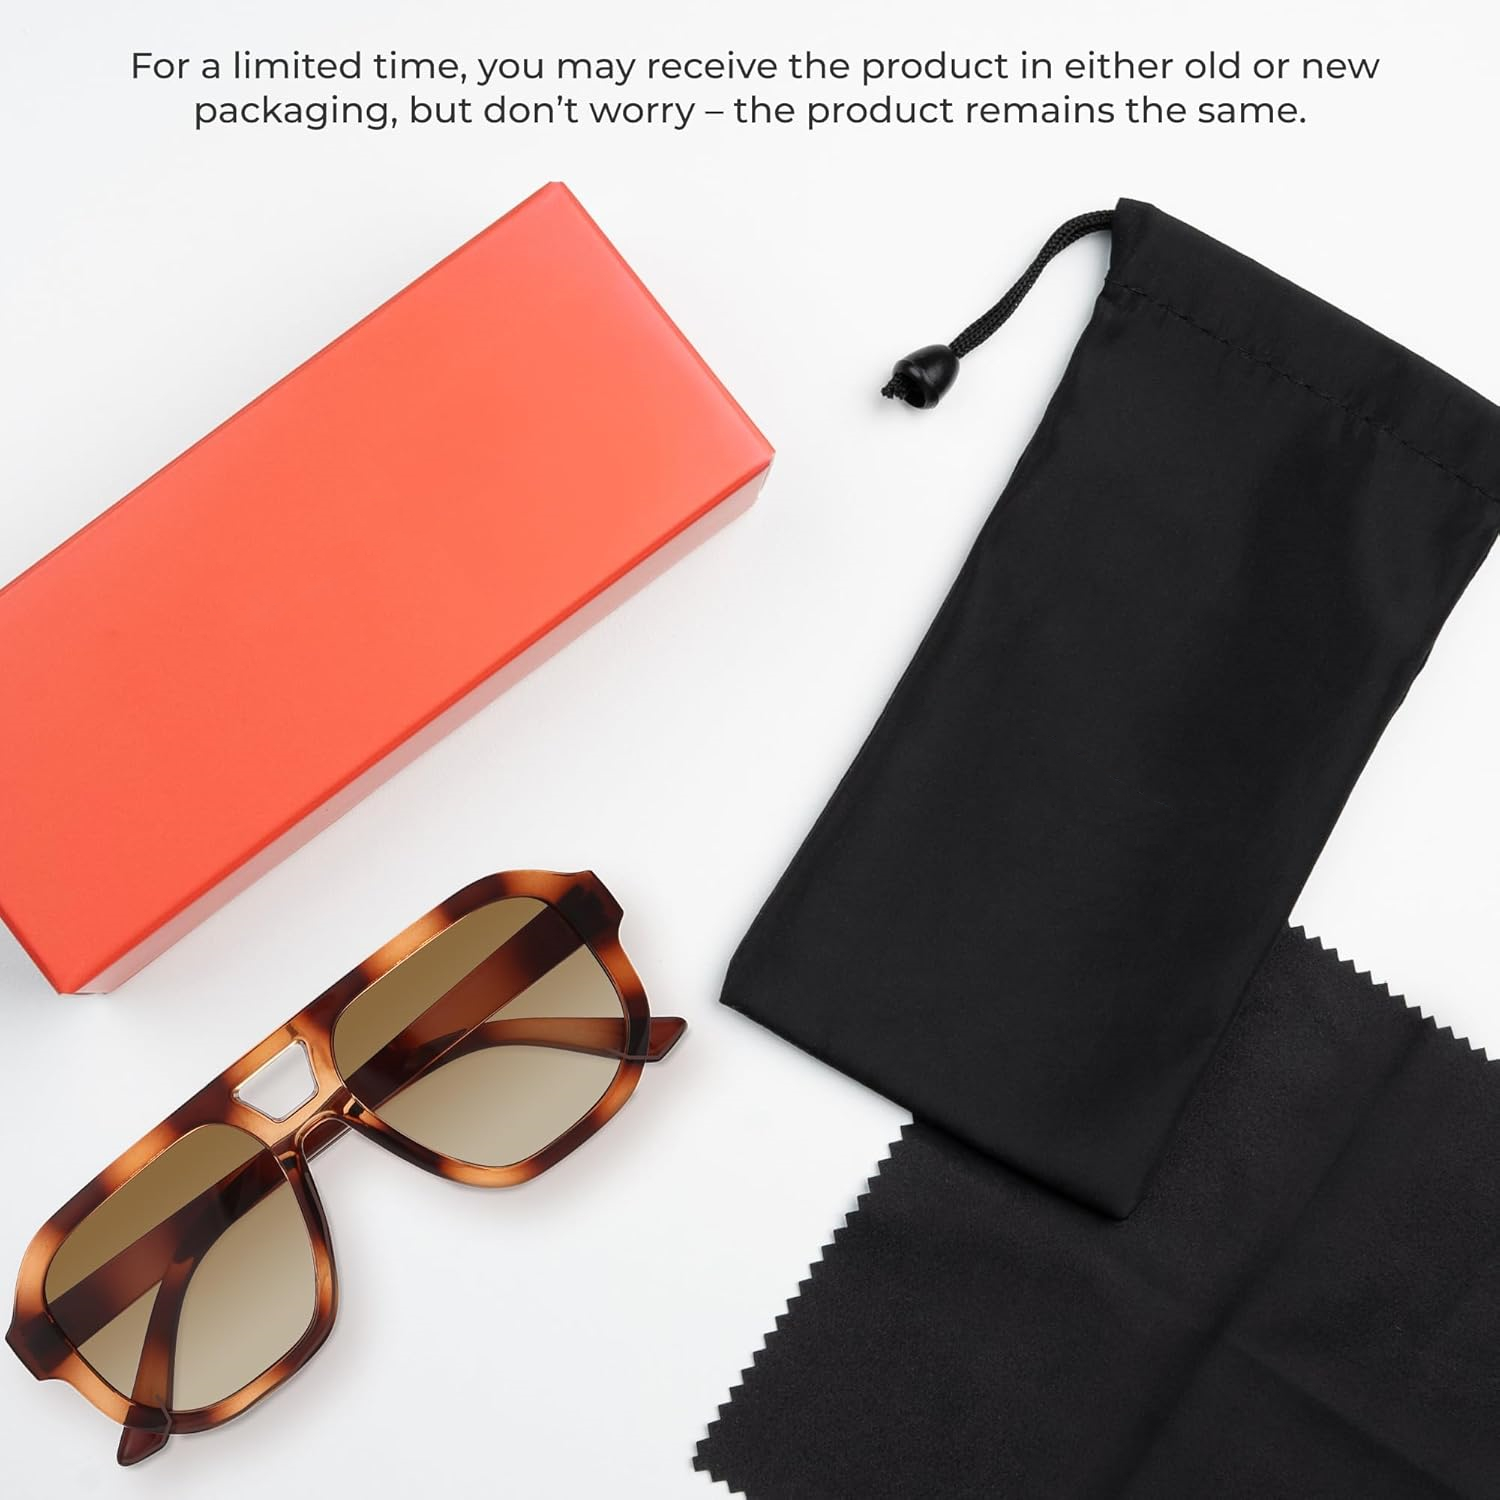 For a limited time, you may receive the product in either old or new
packaging, but don’t worry – the product remains the same.